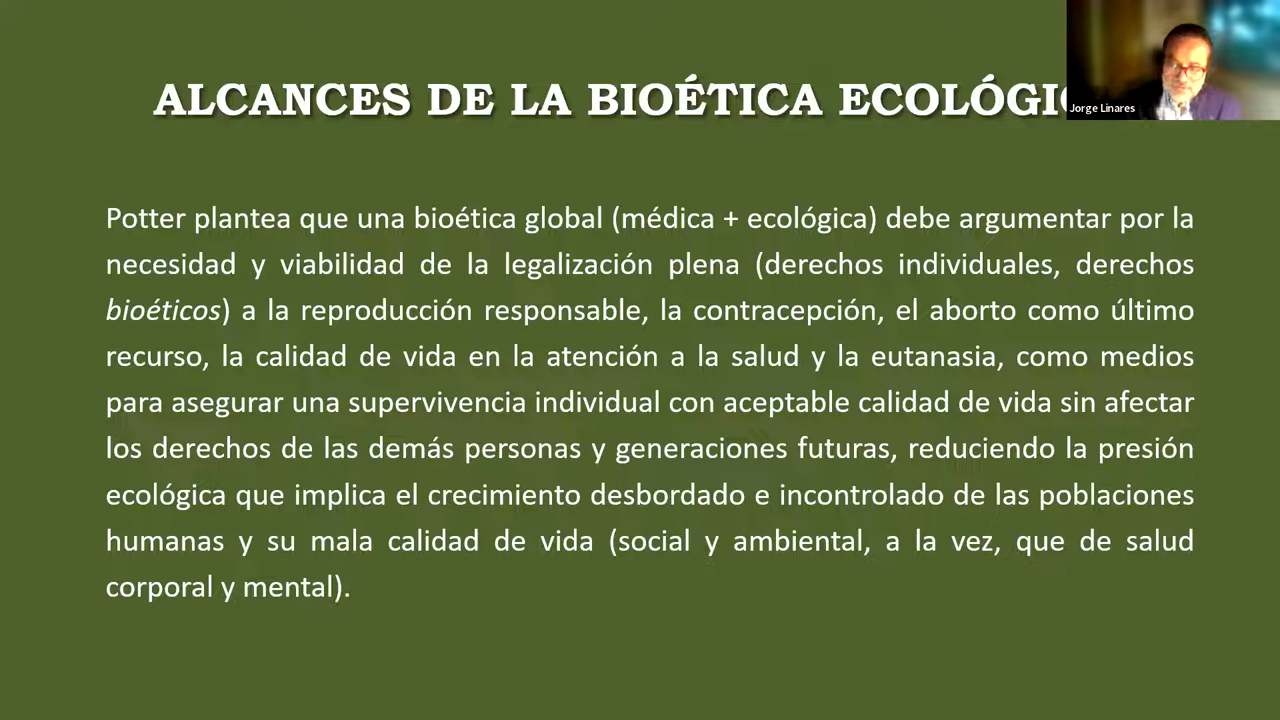 ALCANCES DE LA BIOÉTICA
Jorge Linares
Potter plantea que una bioética global (médica + ecológica) debe argumentar por la
necesidad y viabilidad de la legalización plena (derechos individuales, derechos
bioéticos) a la reproducción responsable, la contracepción, el aborto como último
recurso, la calidad de vida en la atención a la salud y la eutanasia, como medios
para asegurar una supervivencia individual con aceptable calidad de vida sin afectar
los derechos de las demás personas y generaciones futuras, reduciendo la presión
ecológica que implica el crecimiento desbordado e incontrolado de las poblaciones
humanas y su mala calidad de vida (social y ambiental, a la vez, que de salud
corporal y mental).